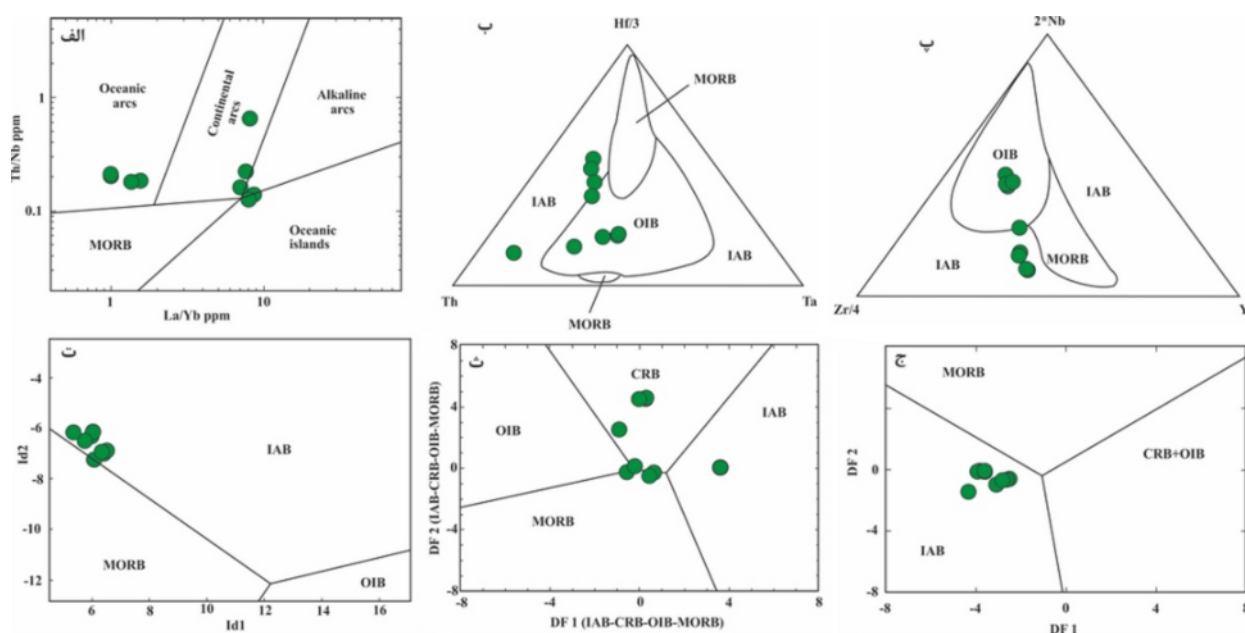 الف
Oceanic
arcs
Continental
arcs
Alkaline
arcs
MORB
Oceanic
islands
Th/Nb ppm
1
0.1
1
10
La/Yb ppm
ب
Hf/3
MORB
IAB
OIB
IAB
Th
Ta
MORB
پ
2*Nb
OIB
IAB
IAB
MORB
Zr/4
Y
ت
-4
-6
-8
-10
-12
Id2
IAB
MORB
OIB
6
8
10
12
14
16
Id1
ث
8
4
0
-4
-8
DF 2 (IAB-CRB-OIB-MORB)
CRB
OIB
IAB
MORB
-8
-4
0
4
8
DF 1 (IAB-CRB-OIB-MORB)
ج
8
4
0
-4
-8
DF 2
MORB
CRB+OIB
IAB
-8
-4
0
4
8
DF 1